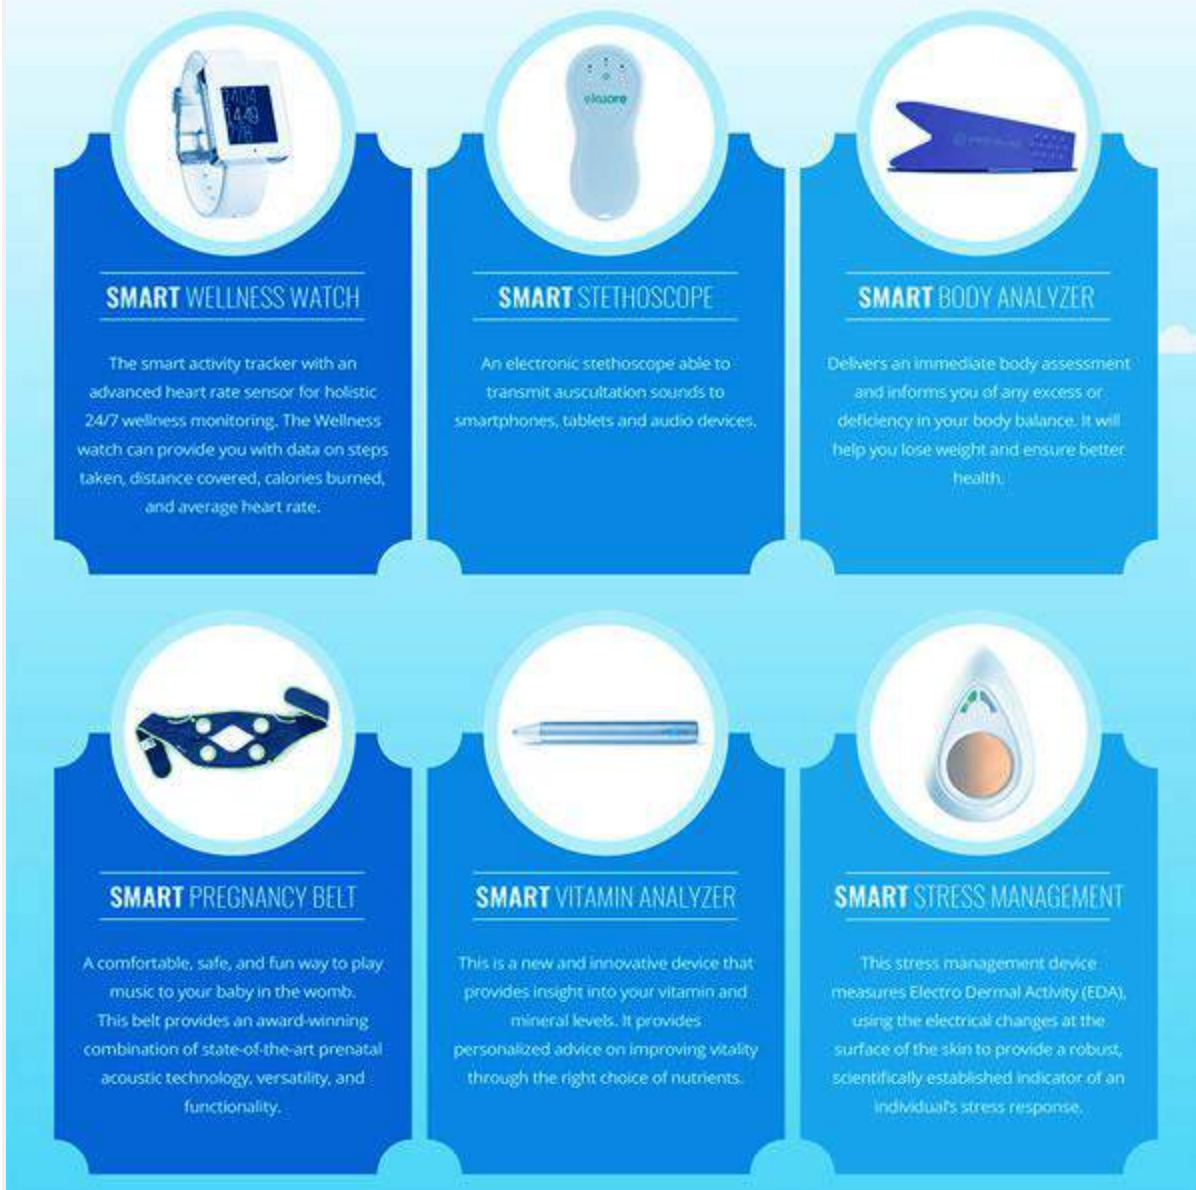 ekuore
SMART WELLNESS WATCH
The smart activity tracker with an
advanced heart rate sensor for holistic
24/7 wellness monitoring. The Wellness
watch can provide you with data on steps
taken, distance covered, calories burned,
and average heart rate.
SMART STETHOSCOPE
An electronic stethoscope able to
transmit auscultation sounds to
smartphones, tablets and audio devices.
SMART BODY ANALYZER
Delivers an immediate body assessment
and informs you of any excess or
deficiency in your body balance. It will
help you lose weight and ensure better
health.
SMART PREGNANCY BELT
A comfortable, safe, and fun way to play
music to your baby in the womb.
This belt provides an award-winning
combination of state-of-the-art prenatal
acoustic technology, versatility, and
functionality.
SMART VITAMIN ANALYZER
This is a new and innovative device that
provides insight into your vitamin and
mineral levels. It provides
personalized advice on improving vitality
through the right choice of nutrients.
SMART STRESS MANAGEMENT
This stress management device
measures Electro Dermal Activity (EDA),
using the electrical changes at the
surface of the skin to provide a robust,
scientifically established indicator of an
individual's stress response.